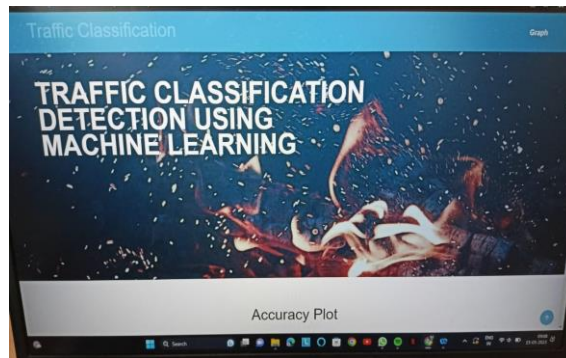 Traffic Classification
Graph
TRAFFIC CLASSIFICATION
DETECTION USING
MACHINE LEARNING
Accuracy Plot
Search